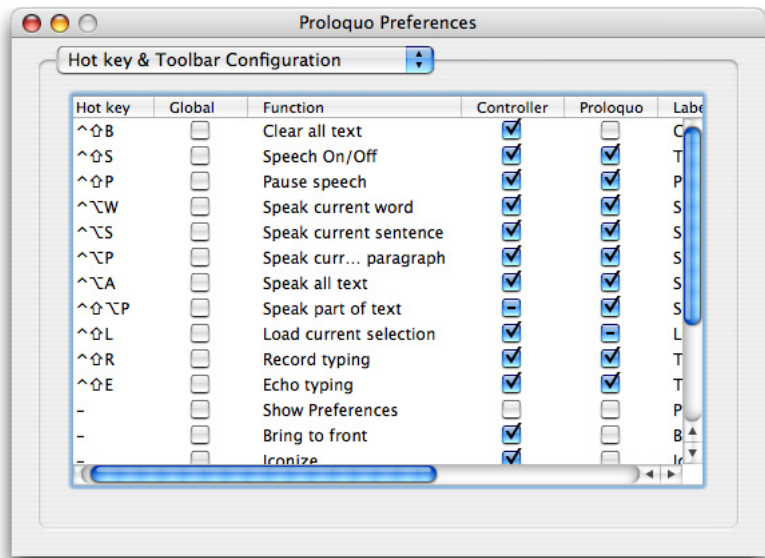 Proloquo Preferences
Hot key & Toolbar Configuration
Hot key Global Function Controller Proloquo Labe
^⇧B Clear all text C
^⇧S Speech On/Off T
^⇧P Pause speech P
^⌥W Speak current word S
^⌥S Speak current sentence S
^⌥P Speak curr... paragraph S
^⌥A Speak all text S
^⇧⌥P Speak part of text S
^⇧L Load current selection L
^⇧R Record typing T
^⇧E Echo typing T
– Show Preferences P
– Bring to front B
– Iconize Ic